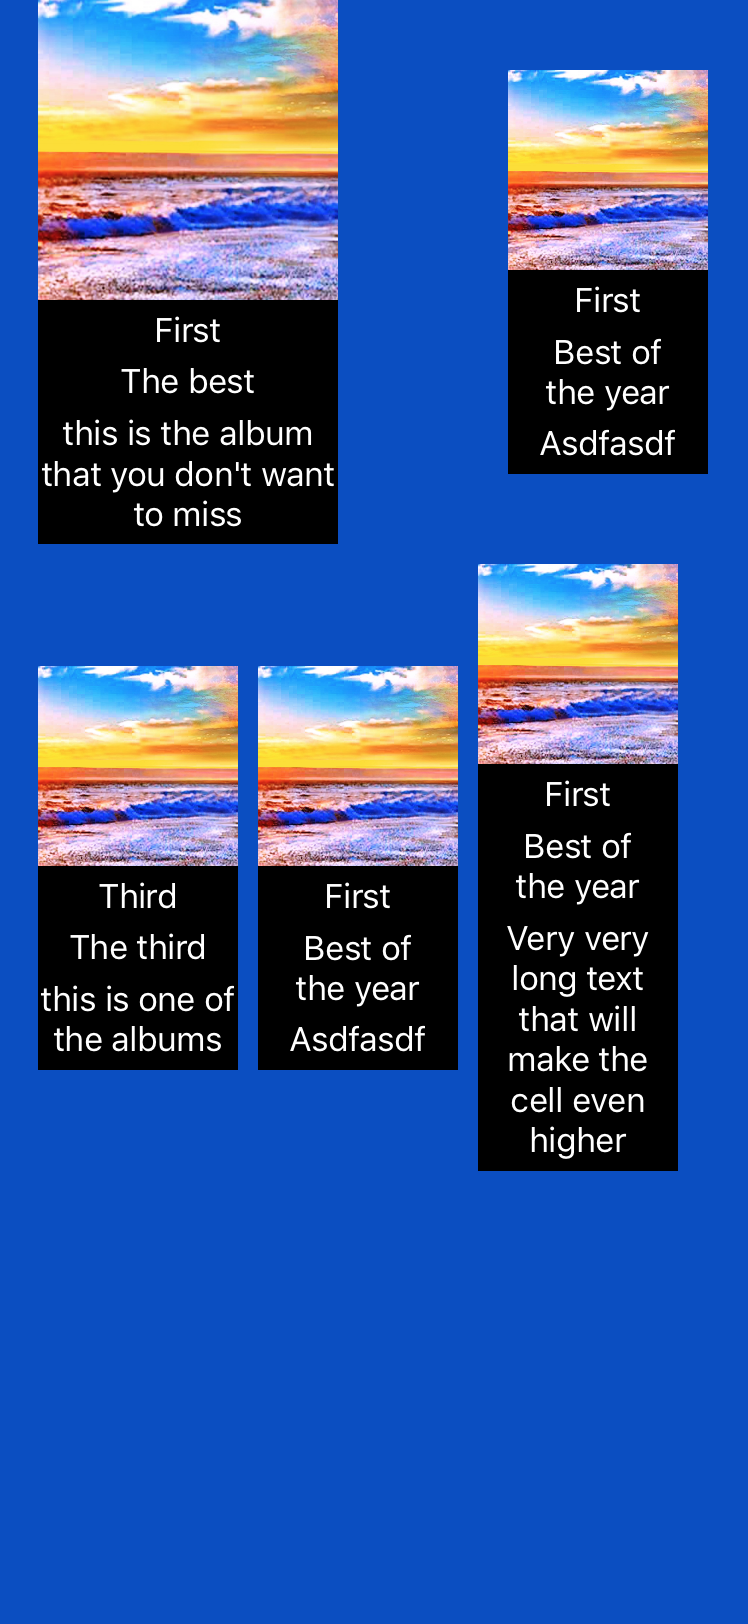 First
The best
this is the album
that you don't want
to miss
First
Best of
the year
Asdfasdf
Third
The third
this is one of
the albums
First
Best of
the year
Asdfasdf
First
Best of
the year
Very very
long text
that will
make the
cell even
higher